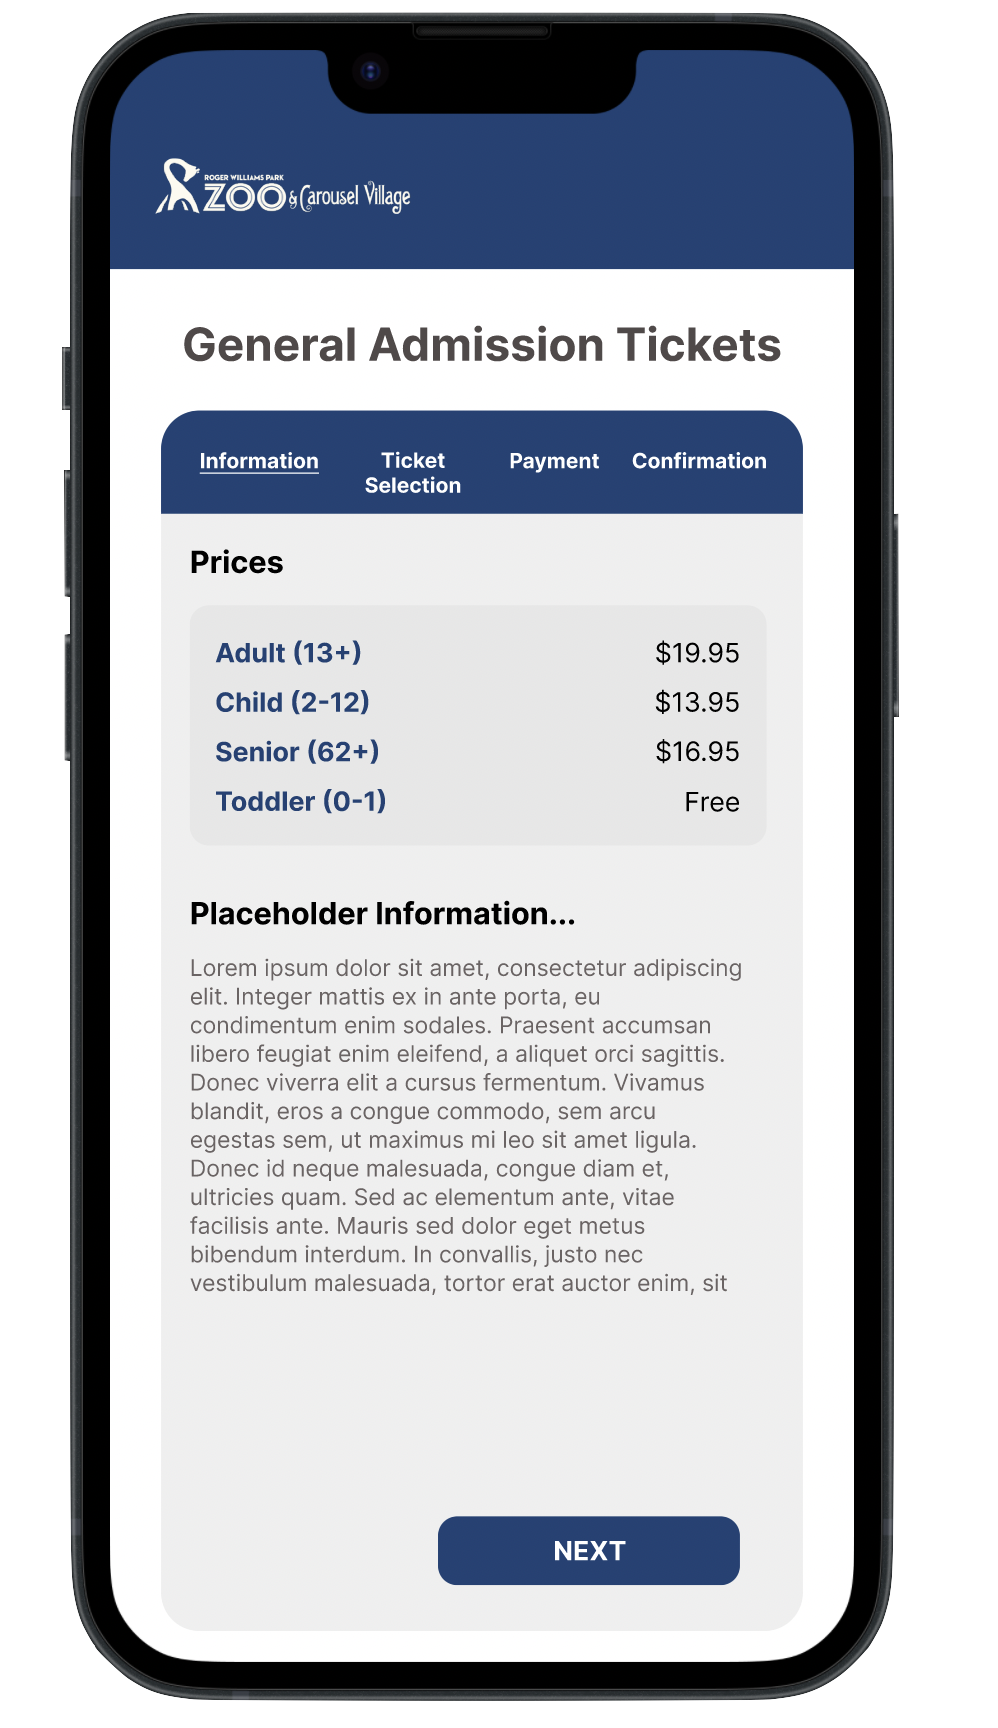 ROGER WILLIAMS PARK
ZOO & Carousel Village
General Admission Tickets
Information Ticket Selection Payment Confirmation
Prices
Adult (13+) $19.95
Child (2-12) $13.95
Senior (62+) $16.95
Toddler (0-1) Free
Placeholder Information...
Lorem ipsum dolor sit amet, consectetur adipiscing
elit. Integer mattis ex in ante porta, eu
condimentum enim sodales. Praesent accumsan
libero feugiat enim eleifend, a aliquet orci sagittis.
Donec viverra elit a cursus fermentum. Vivamus
blandit, eros a congue commodo, sem arcu
egestas sem, ut maximus mi leo sit amet ligula.
Donec id neque malesuada, congue diam et,
ultricies quam. Sed ac elementum ante, vitae
facilisis ante. Mauris sed dolor eget metus
bibendum interdum. In convallis, justo nec
vestibulum malesuada, tortor erat auctor enim, sit
NEXT